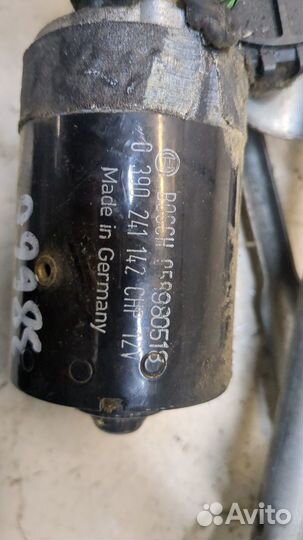 BOSCH
0 390 241 142 CHP 12V
Made in Germany
Avito